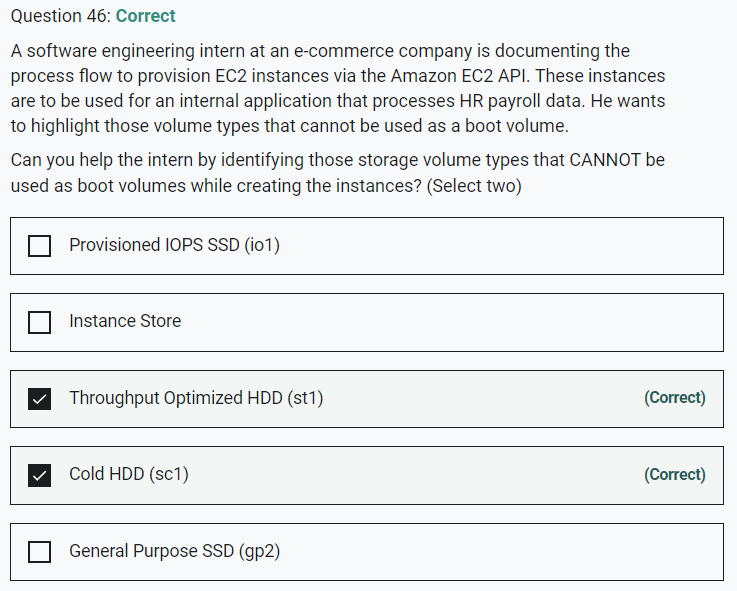 Question 46: Correct
A software engineering intern at an e-commerce company is documenting the
process flow to provision EC2 instances via the Amazon EC2 API. These instances
are to be used for an internal application that processes HR payroll data. He wants
to highlight those volume types that cannot be used as a boot volume.
Can you help the intern by identifying those storage volume types that CANNOT be
used as boot volumes while creating the instances? (Select two)
Provisioned IOPS SSD (io1)
Instance Store
Throughput Optimized HDD (st1) (Correct)
Cold HDD (sc1) (Correct)
General Purpose SSD (gp2)